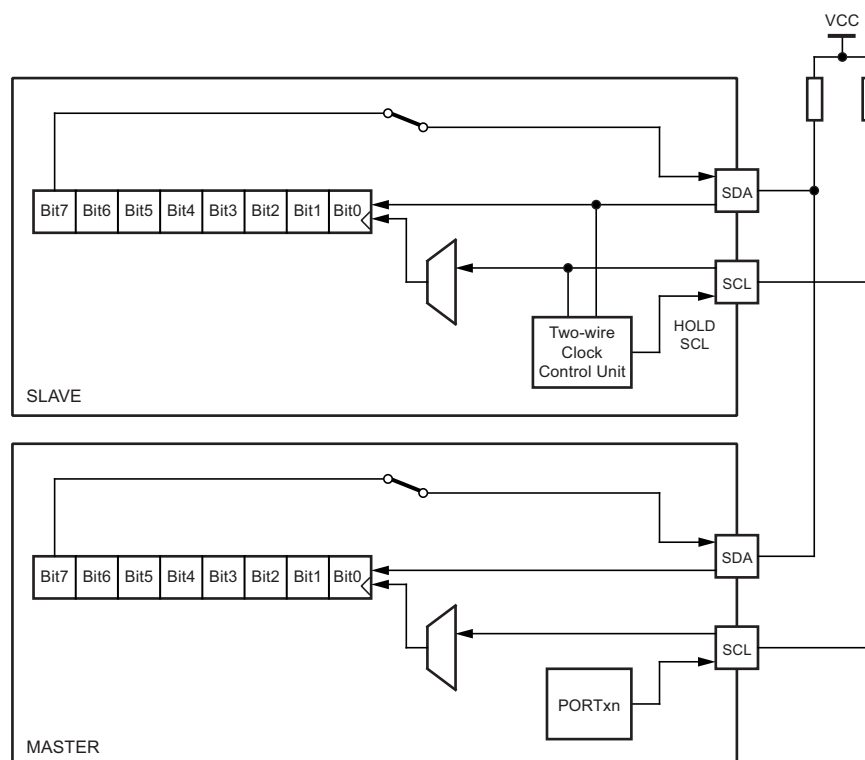 VCC
SDA
Bit7 Bit6 Bit5 Bit4 Bit3 Bit2 Bit1 Bit0
SCL
HOLD
SCL
Two-wire
Clock
Control Unit
SLAVE
SDA
Bit7 Bit6 Bit5 Bit4 Bit3 Bit2 Bit1 Bit0
SCL
PORTxn
MASTER